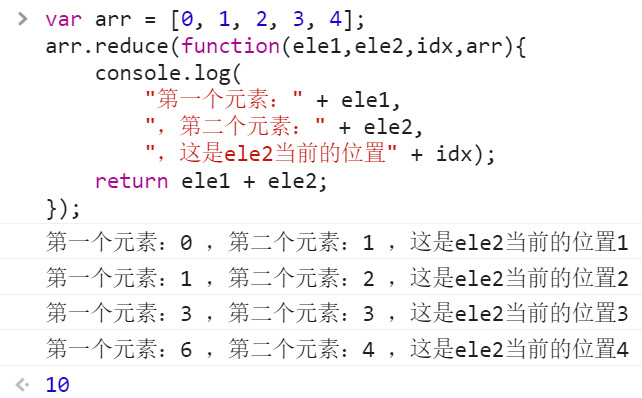 > var arr = [0, 1, 2, 3, 4];
arr.reduce(function(ele1,ele2,idx,arr){
    console.log(
        "第一个元素：" + ele1,
        "，第二个元素：" + ele2,
        "，这是ele2当前的位置" + idx);
    return ele1 + ele2;
});
第一个元素：0 ，第二个元素：1 ，这是ele2当前的位置1
第一个元素：1 ，第二个元素：2 ，这是ele2当前的位置2
第一个元素：3 ，第二个元素：3 ，这是ele2当前的位置3
第一个元素：6 ，第二个元素：4 ，这是ele2当前的位置4
10